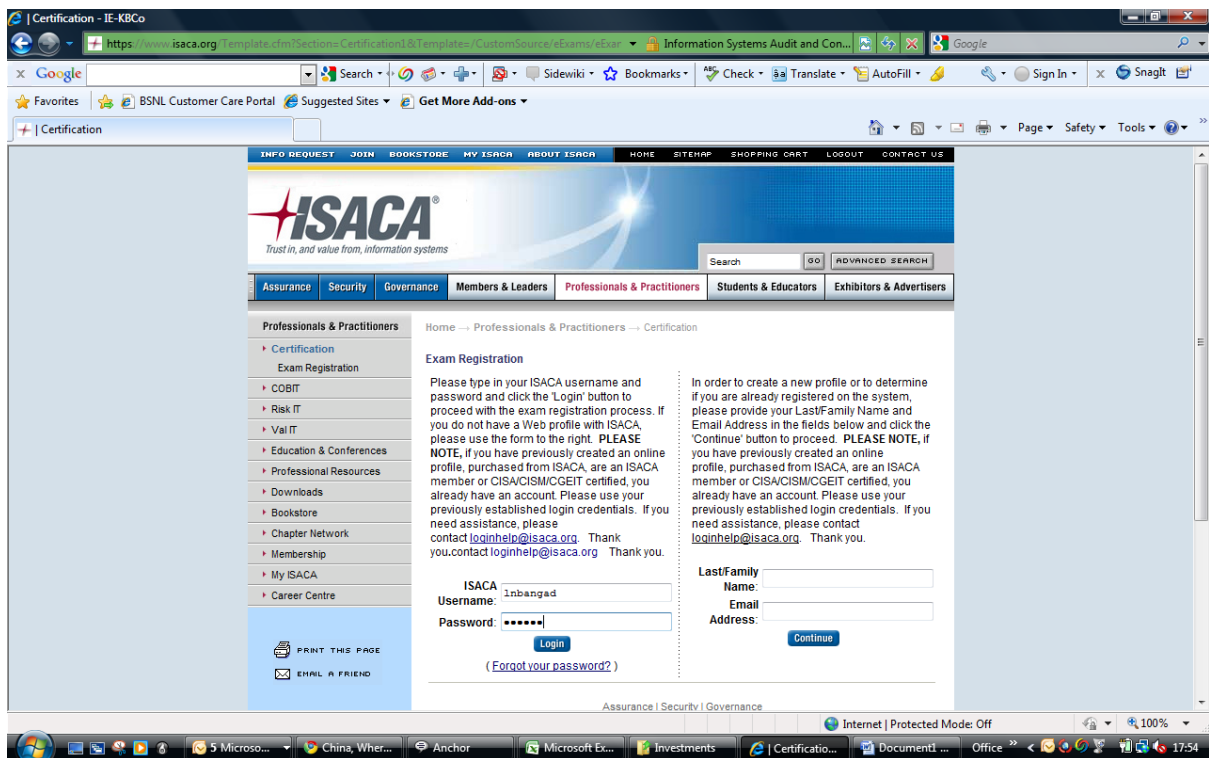 | Certification - IE-KBCo
https://www.isaca.org/Template.cfm?Section=Certification1&Template=/CustomSource/eExams/eExar
Information Systems Audit and Con...
Google
x Google Search Sidewiki Bookmarks Check Translate AutoFill Sign In x SnagIt
Favorites BSNL Customer Care Portal Suggested Sites Get More Add-ons
| Certification
Page Safety Tools
INFO REQUEST JOIN BOOKSTORE MY ISACA ABOUT ISACA HOME SITEMAP SHOPPING CART LOGOUT CONTACT US
ISACA®
Trust in, and value from, information systems
Search GO ADVANCED SEARCH
Assurance Security Governance Members & Leaders Professionals & Practitioners Students & Educators Exhibitors & Advertisers
Professionals & Practitioners
Certification
Exam Registration
COBIT
Risk IT
Val IT
Education & Conferences
Professional Resources
Downloads
Bookstore
Chapter Network
Membership
My ISACA
Career Centre
PRINT THIS PAGE
EMAIL A FRIEND
Home → Professionals & Practitioners → Certification
Exam Registration
Please type in your ISACA username and
password and click the 'Login' button to
proceed with the exam registration process. If
you do not have a Web profile with ISACA,
please use the form to the right. PLEASE
NOTE, if you have previously created an online
profile, purchased from ISACA, are an ISACA
member or CISA/CISM/CGEIT certified, you
already have an account. Please use your
previously established login credentials. If you
need assistance, please
contact loginhelp@isaca.org. Thank
you.contact loginhelp@isaca.org Thank you.
ISACA
Username: lnbangad
Password: ••••••
Login
( Forgot your password? )
In order to create a new profile or to determine
if you are already registered on the system,
please provide your Last/Family Name and
Email Address in the fields below and click the
'Continue' button to proceed. PLEASE NOTE, if
you have previously created an online
profile, purchased from ISACA, are an ISACA
member or CISA/CISM/CGEIT certified, you
already have an account. Please use your
previously established login credentials. If you
need assistance, please contact
loginhelp@isaca.org. Thank you.
Last/Family
Name:
Email
Address:
Continue
Assurance | Security | Governance
Internet | Protected Mode: Off 100%
5 Microso... China, Wher... Anchor Microsoft Ex... Investments | Certificatio... Document1 ... Office 17:54